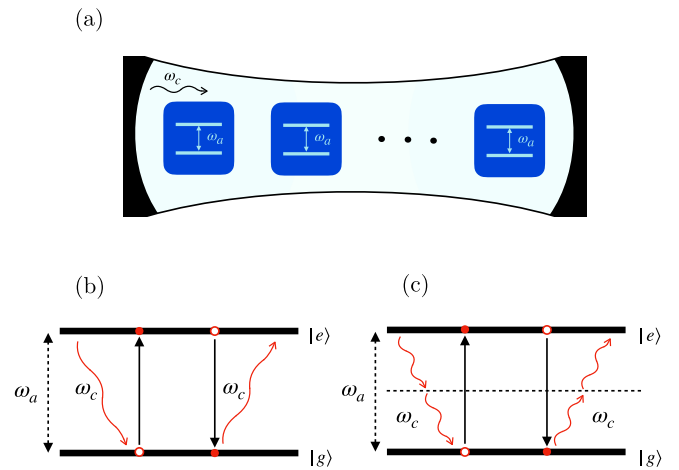 (a)
ω_c
ω_a ω_a ω_a
(b) (c)
|e⟩ |e⟩
ω_a ω_c ω_c ω_a ω_c ω_c
|g⟩ |g⟩